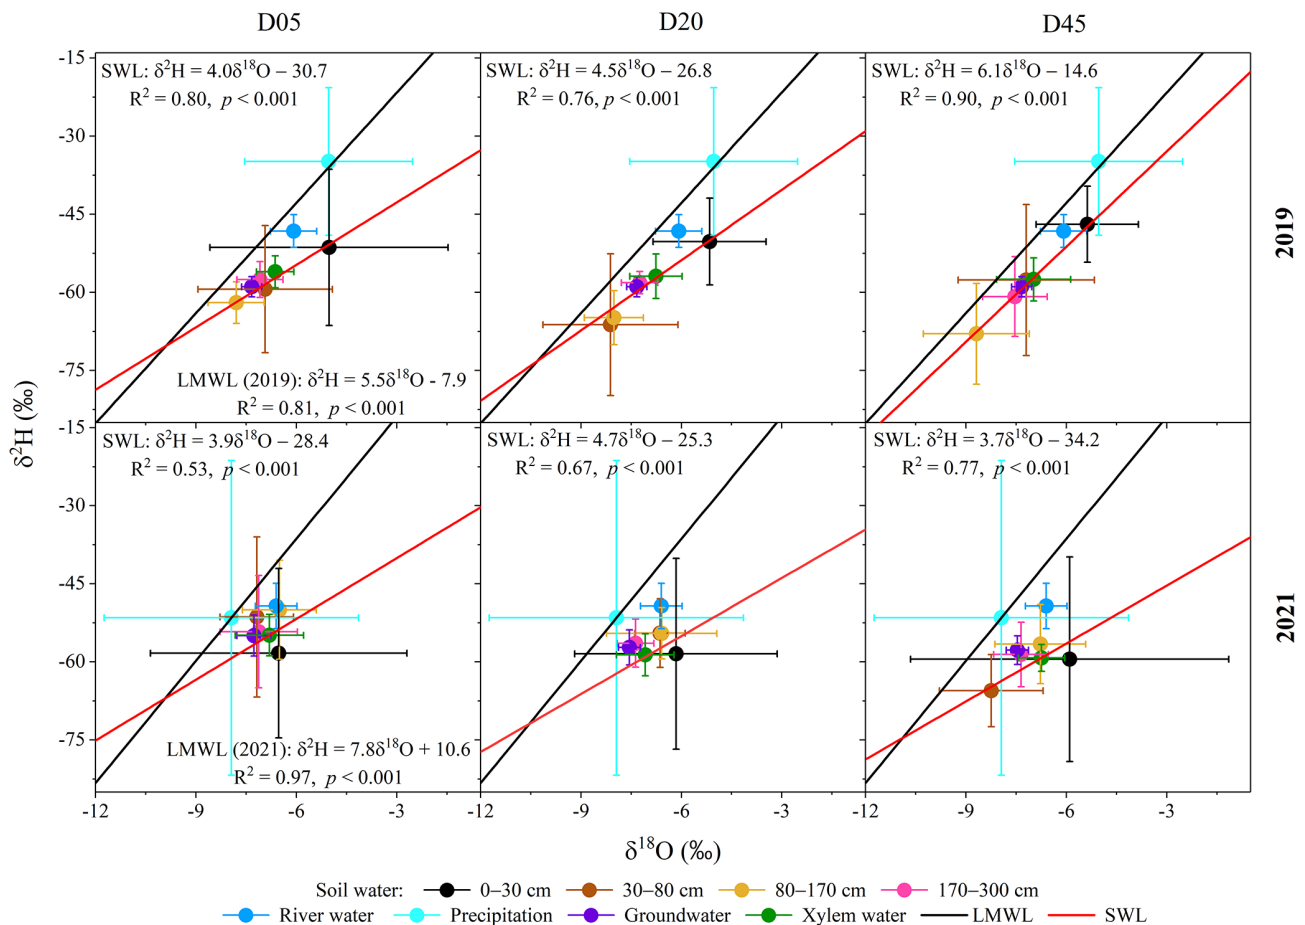 D05 D20 D45
-15
SWL: δ²H = 4.0δ¹⁸O − 30.7
R² = 0.80, p < 0.001
SWL: δ²H = 4.5δ¹⁸O − 26.8
R² = 0.76, p < 0.001
SWL: δ²H = 6.1δ¹⁸O − 14.6
R² = 0.90, p < 0.001
-30
-45
-60
-75
LMWL (2019): δ²H = 5.5δ¹⁸O - 7.9
R² = 0.81, p < 0.001
2019
δ²H (‰)
-15
SWL: δ²H = 3.9δ¹⁸O − 28.4
R² = 0.53, p < 0.001
SWL: δ²H = 4.7δ¹⁸O − 25.3
R² = 0.67, p < 0.001
SWL: δ²H = 3.7δ¹⁸O − 34.2
R² = 0.77, p < 0.001
-30
-45
-60
-75
LMWL (2021): δ²H = 7.8δ¹⁸O + 10.6
R² = 0.97, p < 0.001
2021
-12 -9 -6 -3 -12 -9 -6 -3 -12 -9 -6 -3
δ¹⁸O (‰)
Soil water: 0–30 cm 30–80 cm 80–170 cm 170–300 cm
River water Precipitation Groundwater Xylem water LMWL SWL